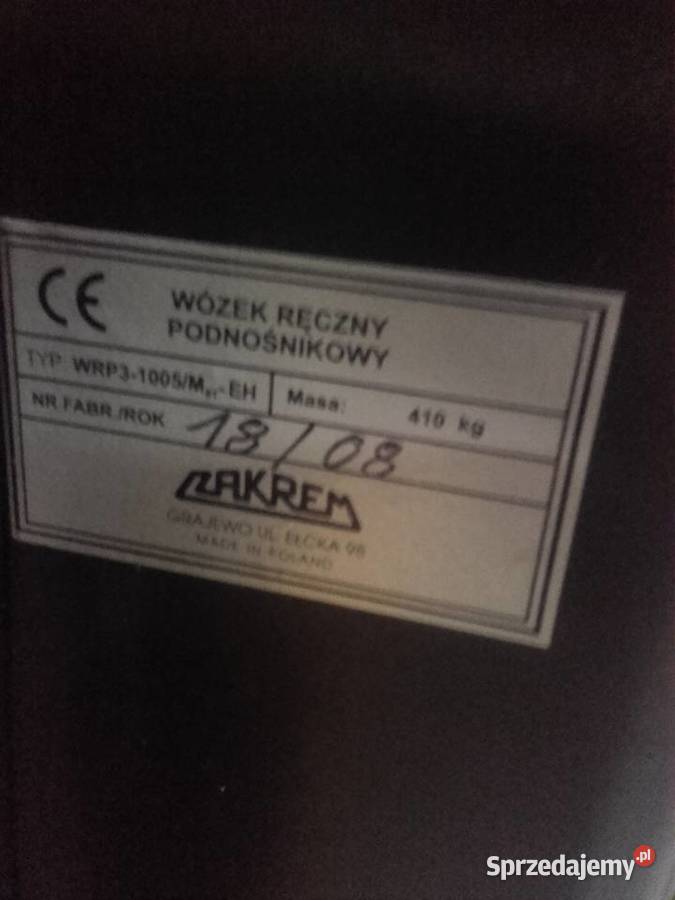 CE
WÓZEK RĘCZNY
PODNOŚNIKOWY
TYP WRP3-1005/M -EH Masa: 410 kg
NR FABR./ROK 18/08
ZAKREM
GRAJEWO UL. EŁCKA
MADE IN POLAND
Sprzedajemy.pl